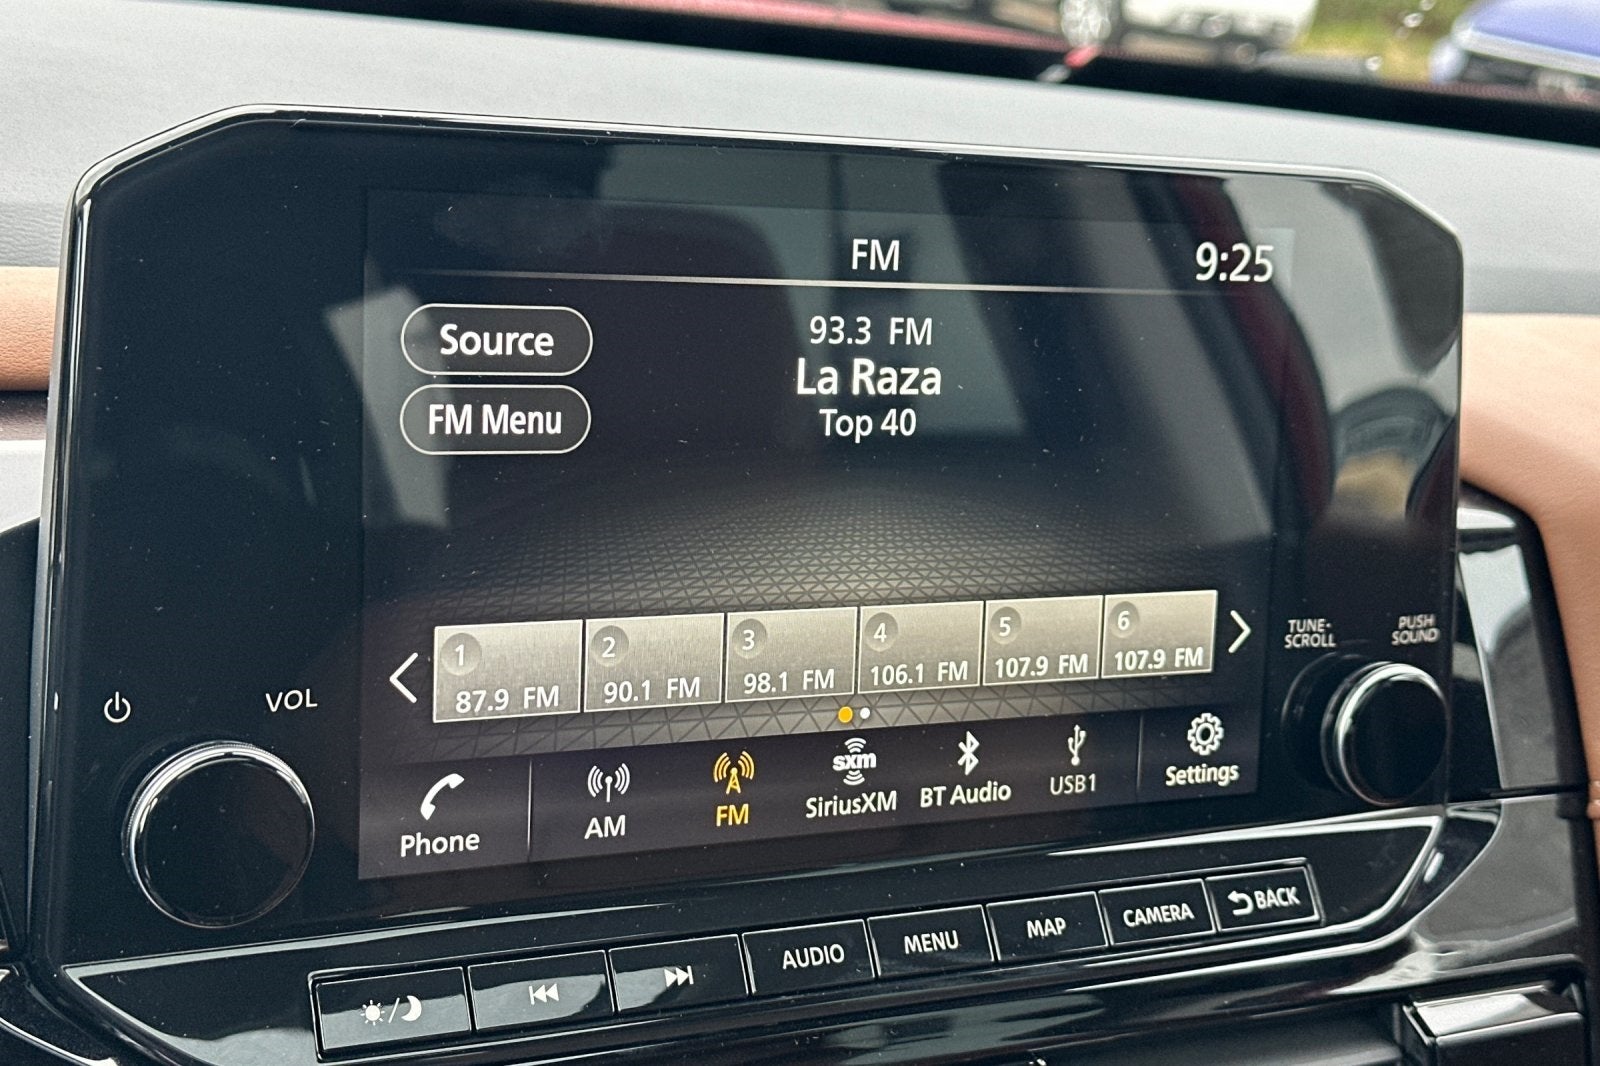 FM
9:25
Source
93.3 FM
La Raza
FM Menu
Top 40
1
87.9 FM
2
90.1 FM
3
98.1 FM
4
106.1 FM
5
107.9 FM
6
107.9 FM
TUNE·
SCROLL
PUSH
SOUND
VOL
Phone
AM
FM
sxm
SiriusXM
BT Audio
USB1
Settings
AUDIO
MENU
MAP
CAMERA
BACK